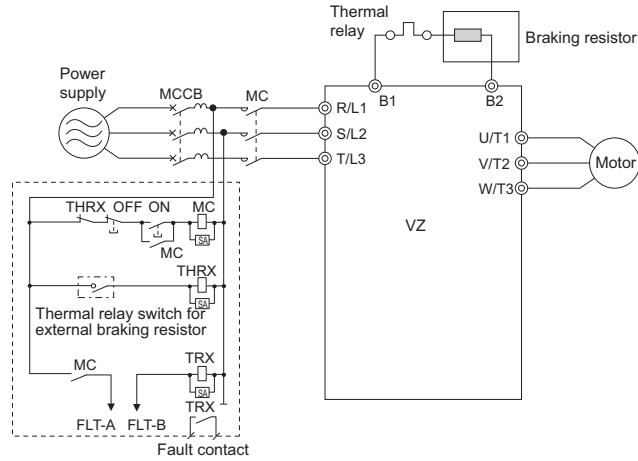 Thermal
relay
Braking resistor
Power
supply
MCCB
MC
B1
B2
R/L1
S/L2
T/L3
U/T1
V/T2
W/T3
Motor
VZ
THRX
OFF
ON
MC
SA
MC
THRX
SA
Thermal relay switch for
external braking resistor
MC
TRX
SA
FLT-A
FLT-B
TRX
Fault contact